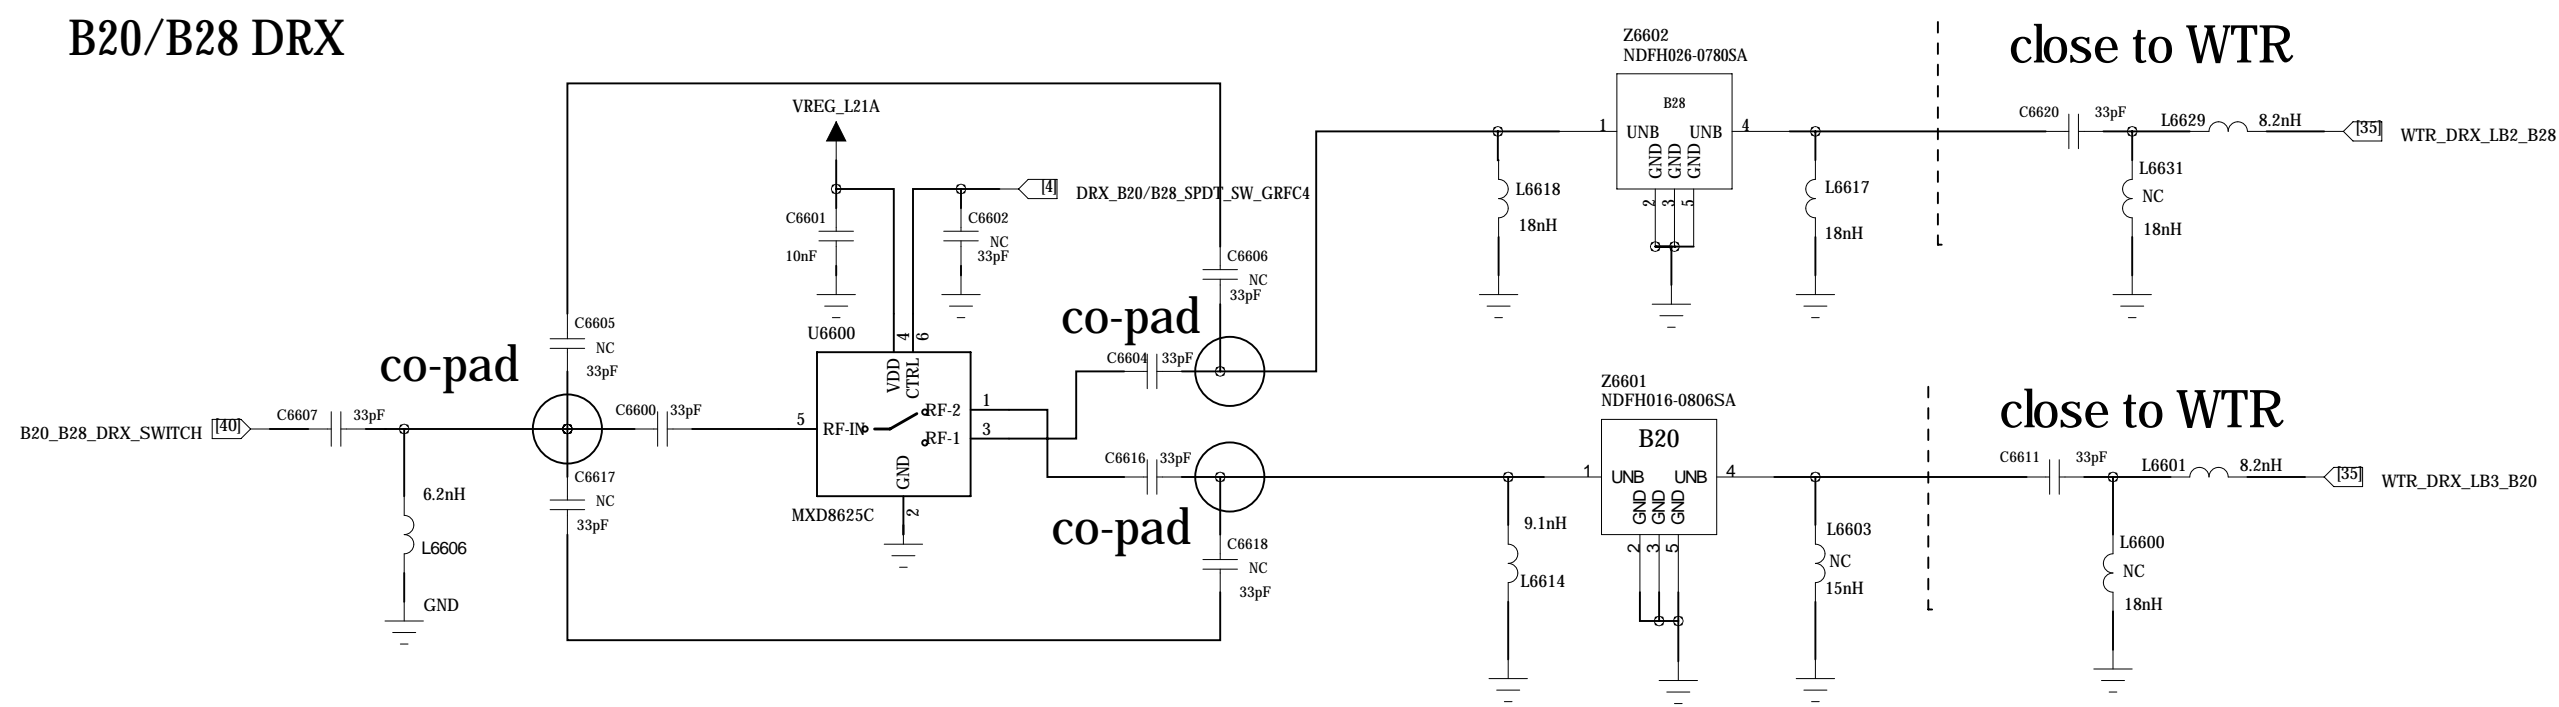 B20/B28 DRX
close to WTR
Z6602
NDFH026-0780SA
B28
1
UNB
UNB
4
GND
GND
GND
2
3
5
L6618
18nH
L6617
18nH
C6620
33pF
L6629
8.2nH
[35]
WTR_DRX_LB2_B28
L6631
NC
18nH
VREG_L21A
C6601
10nF
C6602
NC
33pF
[4]
DRX_B20/B28_SPDT_SW_GRFC4
C6606
NC
33pF
co-pad
C6604
33pF
C6605
NC
33pF
co-pad
B20_B28_DRX_SWITCH
[40]
C6607
33pF
C6600
33pF
6.2nH
L6606
GND
C6617
NC
33pF
U6600
4
6
VDD
CTRL
5
RF-IN
RF-2
1
RF-1
3
GND
2
MXD8625C
C6616
33pF
co-pad
C6618
NC
33pF
Z6601
NDFH016-0806SA
B20
1
UNB
UNB
4
GND
GND
GND
2
3
5
9.1nH
L6614
L6603
NC
15nH
close to WTR
C6611
33pF
L6601
8.2nH
[35]
WTR_DRX_LB3_B20
L6600
NC
18nH